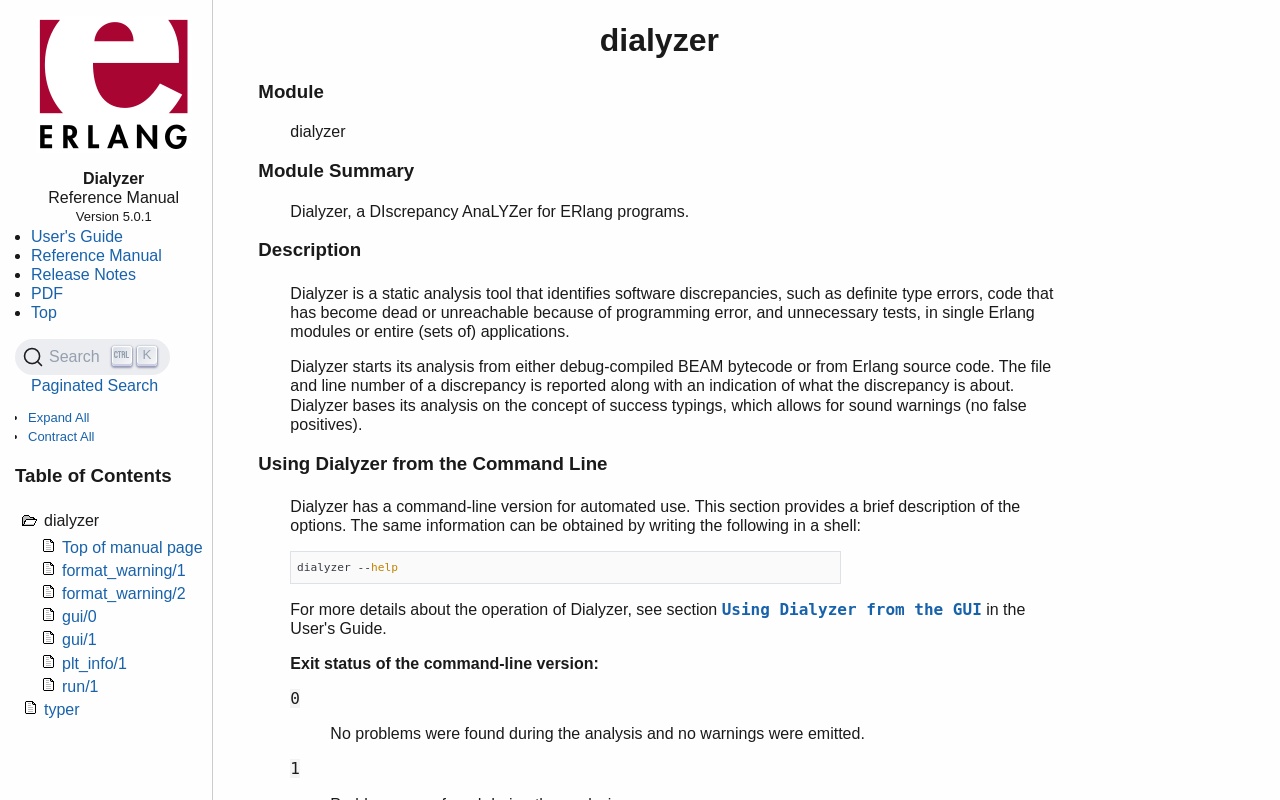 ERLANG
Dialyzer
Reference Manual
Version 5.0.1
User's Guide
Reference Manual
Release Notes
PDF
Top
Search CTRL K
Paginated Search
Expand All
Contract All
Table of Contents
dialyzer
Top of manual page
format_warning/1
format_warning/2
gui/0
gui/1
plt_info/1
run/1
typer
dialyzer
Module
dialyzer
Module Summary
Dialyzer, a DIscrepancy AnaLYZer for ERlang programs.
Description
Dialyzer is a static analysis tool that identifies software discrepancies, such as definite type errors, code that
has become dead or unreachable because of programming error, and unnecessary tests, in single Erlang
modules or entire (sets of) applications.
Dialyzer starts its analysis from either debug-compiled BEAM bytecode or from Erlang source code. The file
and line number of a discrepancy is reported along with an indication of what the discrepancy is about.
Dialyzer bases its analysis on the concept of success typings, which allows for sound warnings (no false
positives).
Using Dialyzer from the Command Line
Dialyzer has a command-line version for automated use. This section provides a brief description of the
options. The same information can be obtained by writing the following in a shell:
dialyzer --help
For more details about the operation of Dialyzer, see section Using Dialyzer from the GUI in the
User's Guide.
Exit status of the command-line version:
0
No problems were found during the analysis and no warnings were emitted.
1